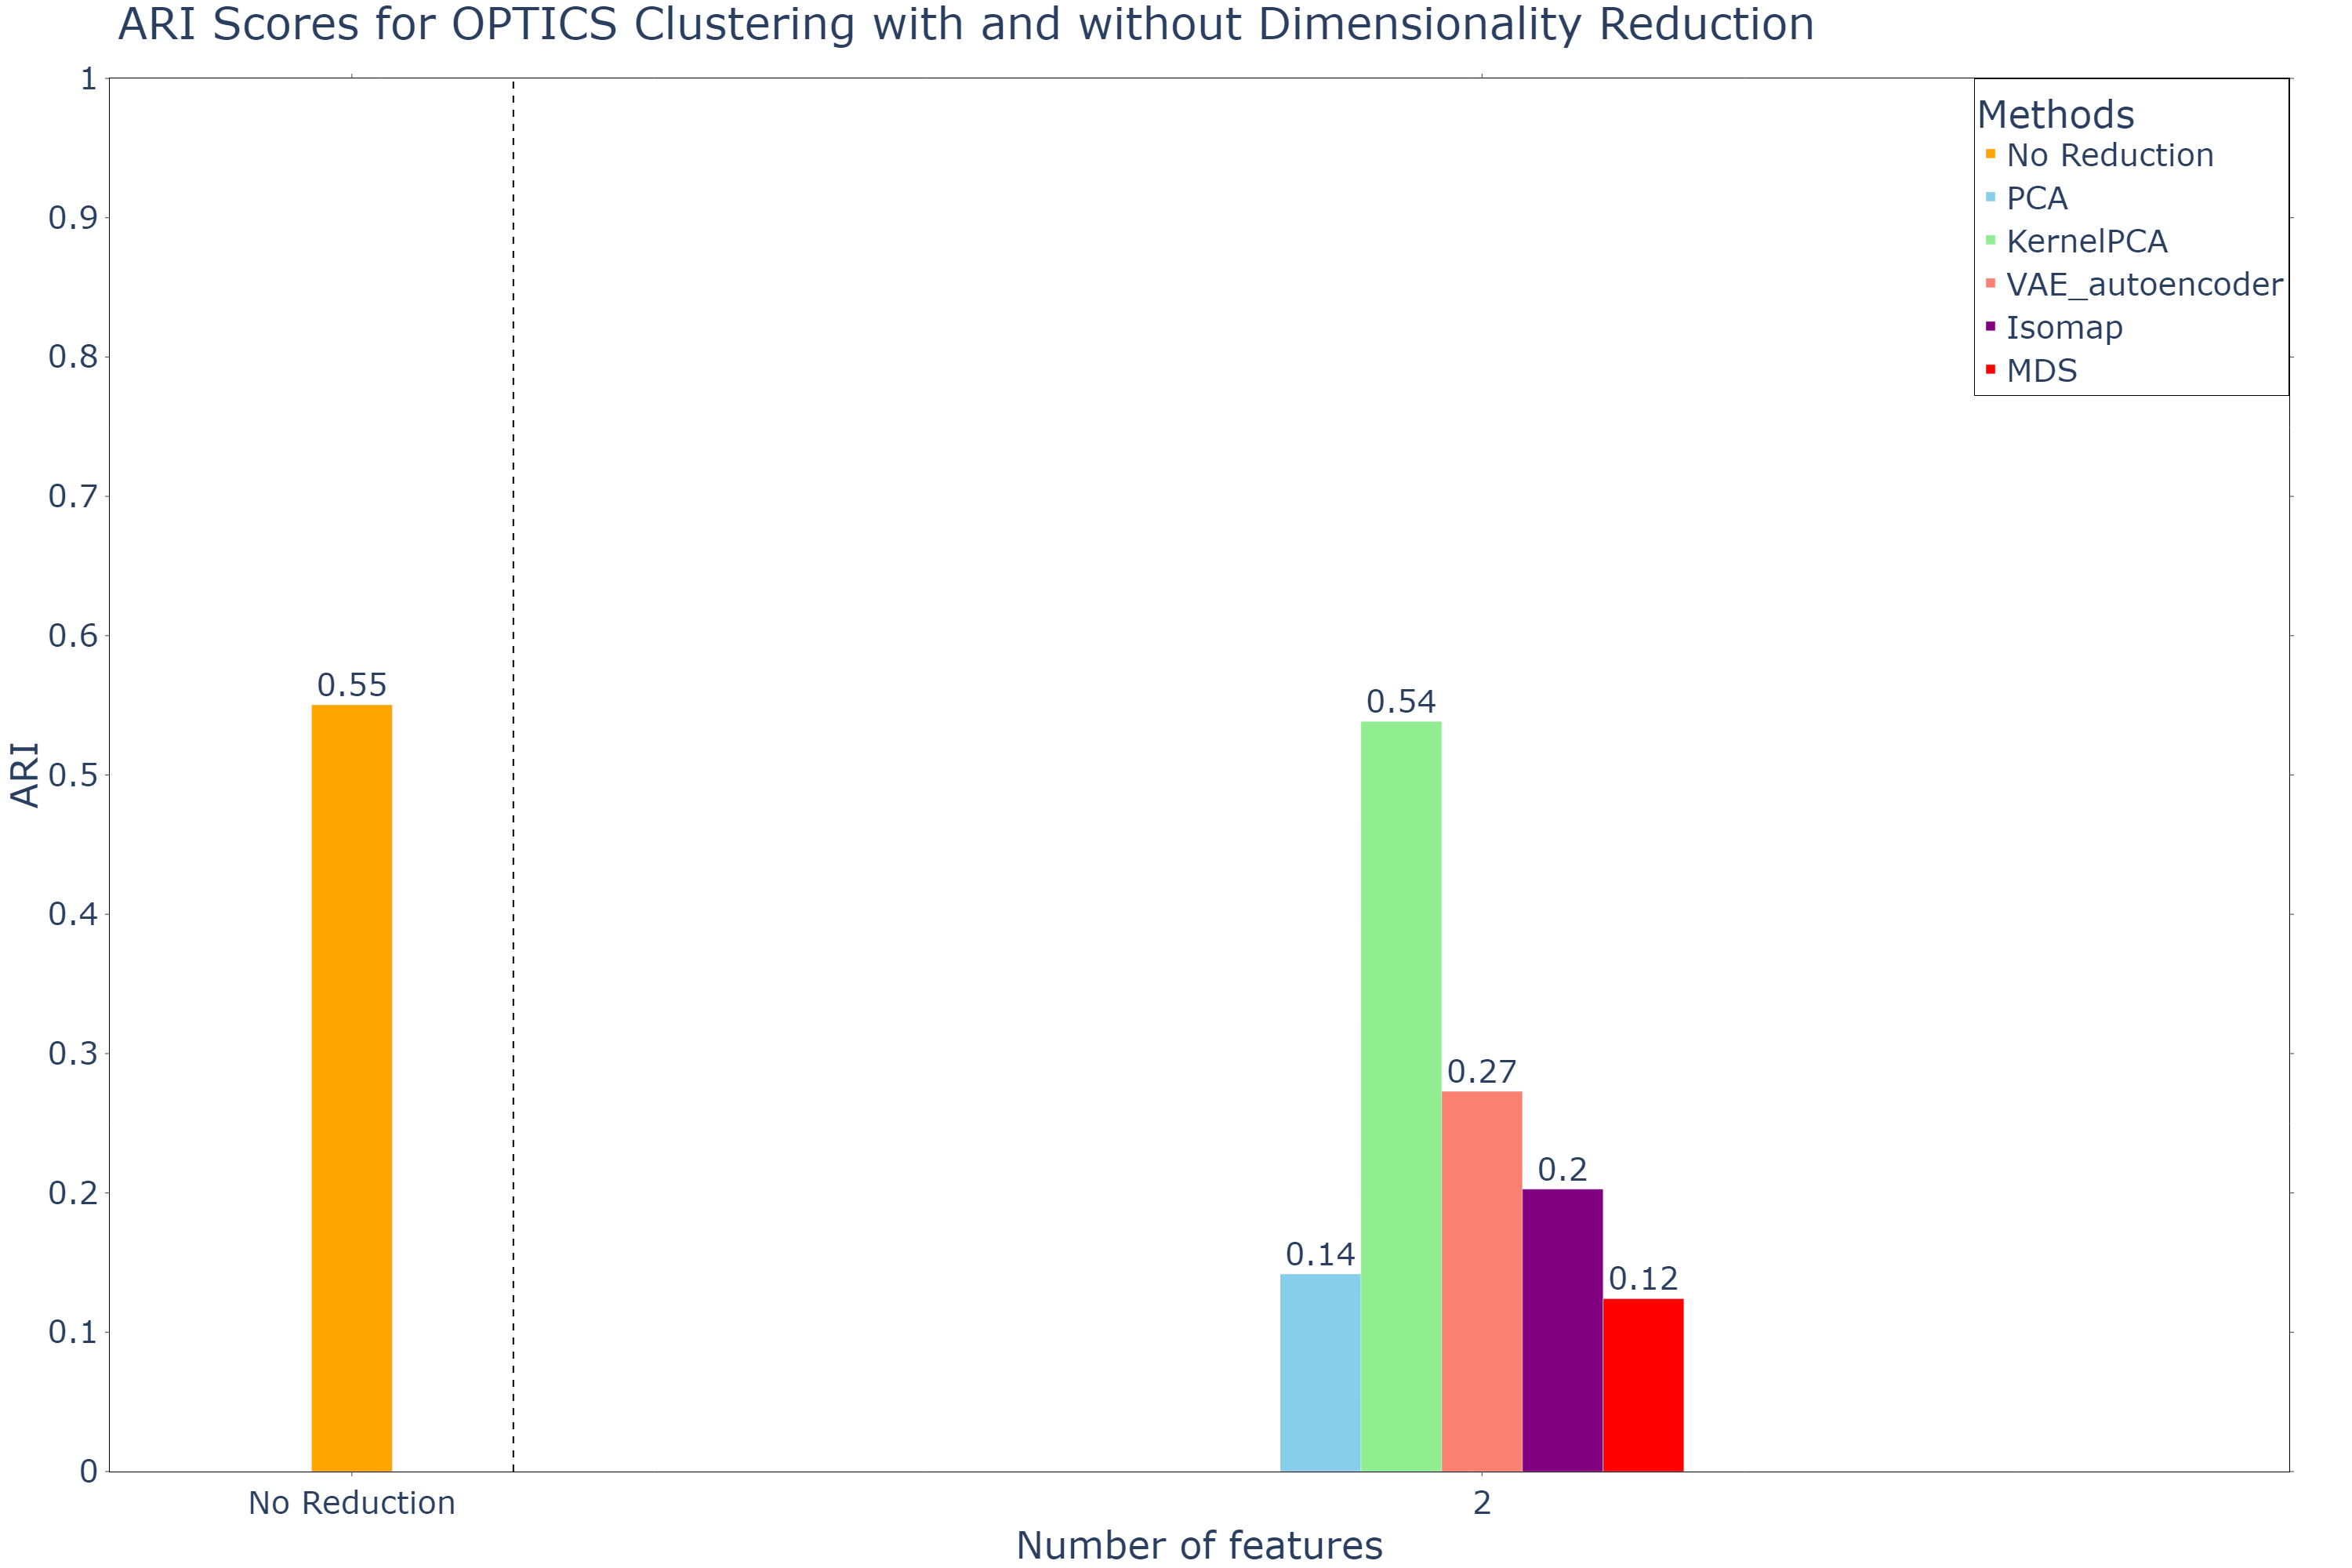 ARI Scores for OPTICS Clustering with and without Dimensionality Reduction
1
0.9
0.8
0.7
0.6
0.5
0.4
0.3
0.2
0.1
0
ARI
Methods
No Reduction
PCA
KernelPCA
VAE_autoencoder
Isomap
MDS
0.55
0.14
0.54
0.27
0.2
0.12
No Reduction
2
Number of features